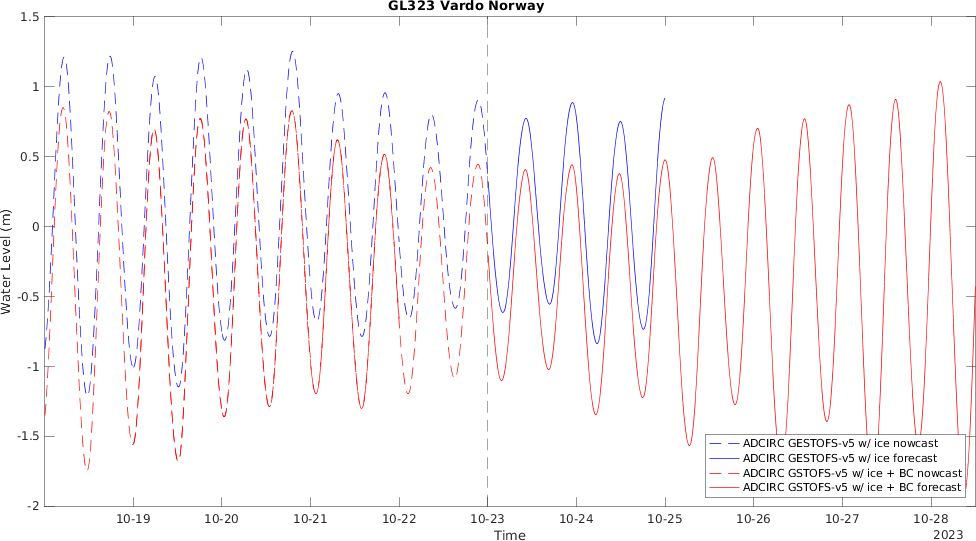 GL323 Vardo Norway
1.5
1
0.5
0
-0.5
-1
-1.5
-2
Water Level (m)
10-19
10-20
10-21
10-22
10-23
10-24
10-25
10-26
10-27
10-28
Time
2023
ADCIRC GESTOFS-v5 w/ ice nowcast
ADCIRC GESTOFS-v5 w/ ice forecast
ADCIRC GSTOFS-v5 w/ ice + BC nowcast
ADCIRC GSTOFS-v5 w/ ice + BC forecast